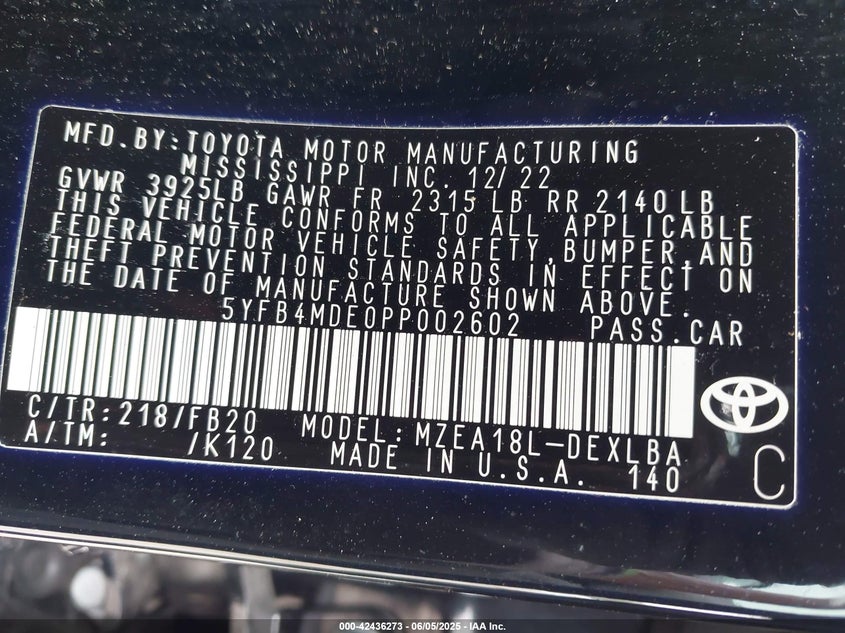 MFD.BY:TOYOTA MOTOR MANUFACTURING
MISSISSIPPI INC. 12/22
GVWR 3925LB GAWR FR 2315 LB RR 2140 LB
THIS VEHICLE CONFORMS TO ALL APPLICABLE
FEDERAL MOTOR VEHICLE SAFETY,BUMPER,AND
THEFT PREVENTION STANDARDS IN EFFECT ON
THE DATE OF MANUFACTURE SHOWN ABOVE.
5YFB4MDE0PP002602 PASS.CAR
C/TR:218/FB20 MODEL:MZEA18L-DEXLBA
A/TM: /K120 MADE IN U.S.A. 140
C
000-42436273 - 06/05/2025 - IAA Inc.